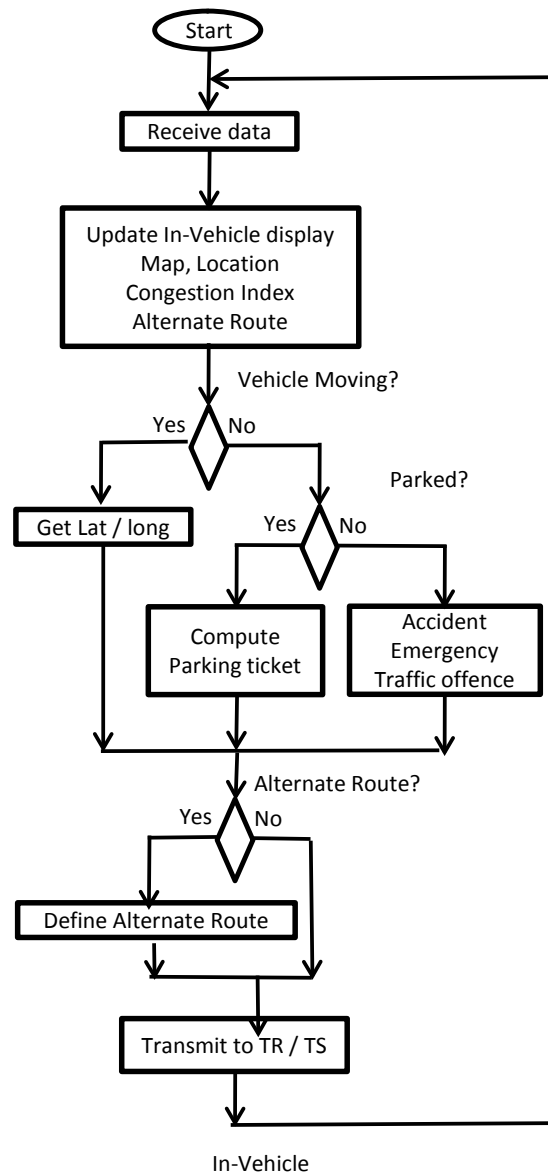 Start
Receive data
Update In-Vehicle display
Map, Location
Congestion Index
Alternate Route
Vehicle Moving?
Yes No
Parked?
Get Lat / long
Yes No
Compute
Parking ticket
Accident
Emergency
Traffic offence
Alternate Route?
Yes No
Define Alternate Route
Transmit to TR / TS
In-Vehicle